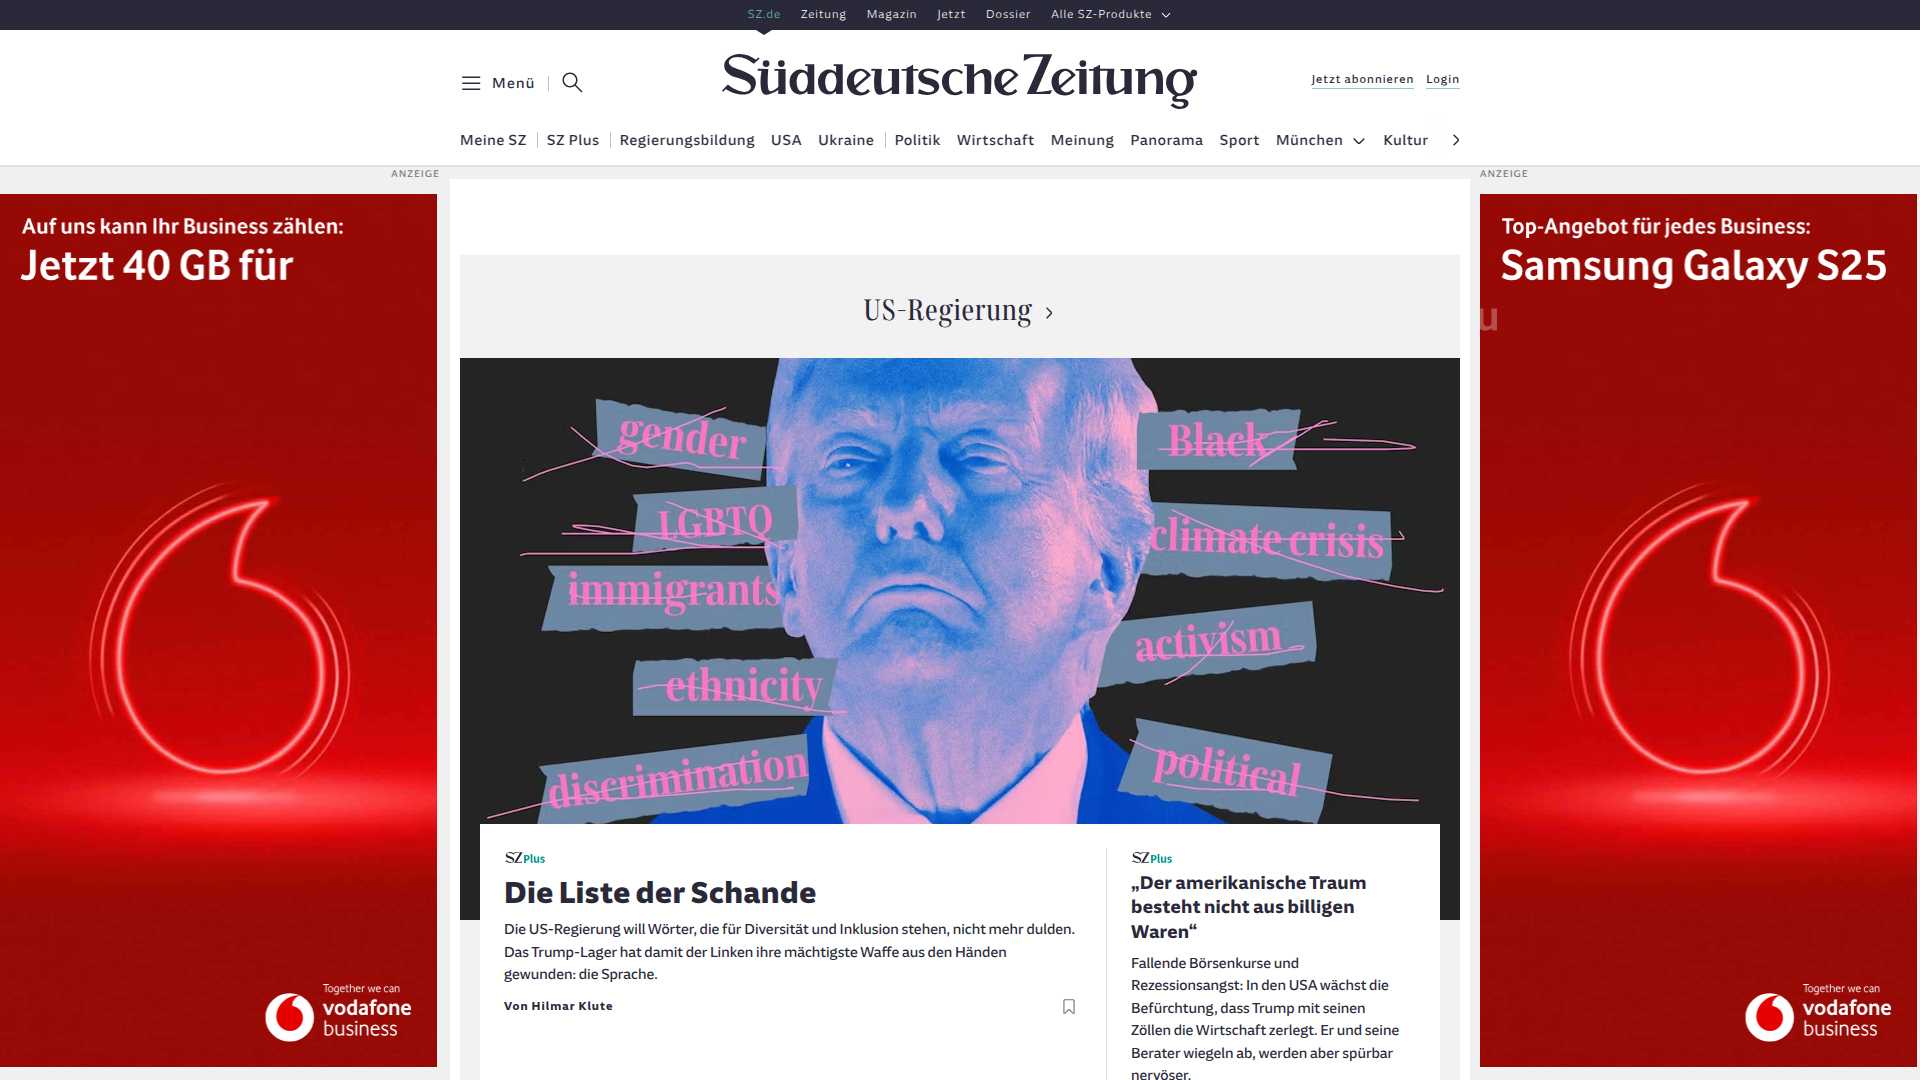 SZ.de Zeitung Magazin Jetzt Dossier Alle SZ-Produkte
Menü
Süddeutsche Zeitung
Jetzt abonnieren Login
Meine SZ SZ Plus Regierungsbildung USA Ukraine Politik Wirtschaft Meinung Panorama Sport München Kultur
ANZEIGE
Auf uns kann Ihr Business zählen:
Jetzt 40 GB für
Together we can
vodafone
business
US-Regierung
gender
LGBTQ
immigrants
ethnicity
discrimination
Black
climate crisis
activism
political
SZ Plus
Die Liste der Schande
Die US-Regierung will Wörter, die für Diversität und Inklusion stehen, nicht mehr dulden.
Das Trump-Lager hat damit der Linken ihre mächtigste Waffe aus den Händen
gewunden: die Sprache.
Von Hilmar Klute
SZ Plus
„Der amerikanische Traum
besteht nicht aus billigen
Waren“
Fallende Börsenkurse und
Rezessionsangst: In den USA wächst die
Befürchtung, dass Trump mit seinen
Zöllen die Wirtschaft zerlegt. Er und seine
Berater wiegeln ab, werden aber spürbar
nervöser.
ANZEIGE
Top-Angebot für jedes Business:
Samsung Galaxy S25
u
Together we can
vodafone
business